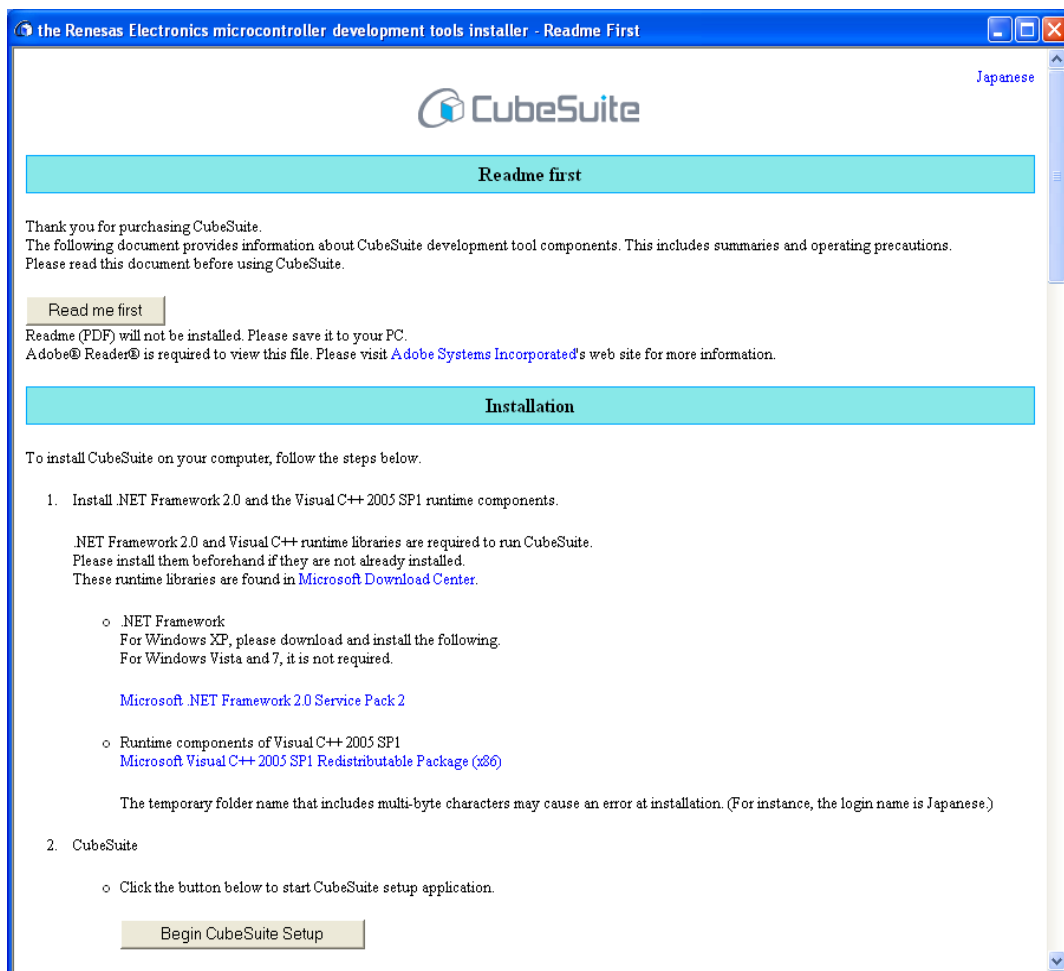 the Renesas Electronics microcontroller development tools installer - Readme First
Japanese
CubeSuite
Readme first
Thank you for purchasing CubeSuite.
The following document provides information about CubeSuite development tool components. This includes summaries and operating precautions.
Please read this document before using CubeSuite.
Read me first
Readme (PDF) will not be installed. Please save it to your PC.
Adobe® Reader® is required to view this file. Please visit Adobe Systems Incorporated's web site for more information.
Installation
To install CubeSuite on your computer, follow the steps below.
1. Install .NET Framework 2.0 and the Visual C++ 2005 SP1 runtime components.
.NET Framework 2.0 and Visual C++ runtime libraries are required to run CubeSuite.
Please install them beforehand if they are not already installed.
These runtime libraries are found in Microsoft Download Center.
o .NET Framework
For Windows XP, please download and install the following.
For Windows Vista and 7, it is not required.
Microsoft .NET Framework 2.0 Service Pack 2
o Runtime components of Visual C++ 2005 SP1
Microsoft Visual C++ 2005 SP1 Redistributable Package (x86)
The temporary folder name that includes multi-byte characters may cause an error at installation. (For instance, the login name is Japanese.)
2. CubeSuite
o Click the button below to start CubeSuite setup application.
Begin CubeSuite Setup